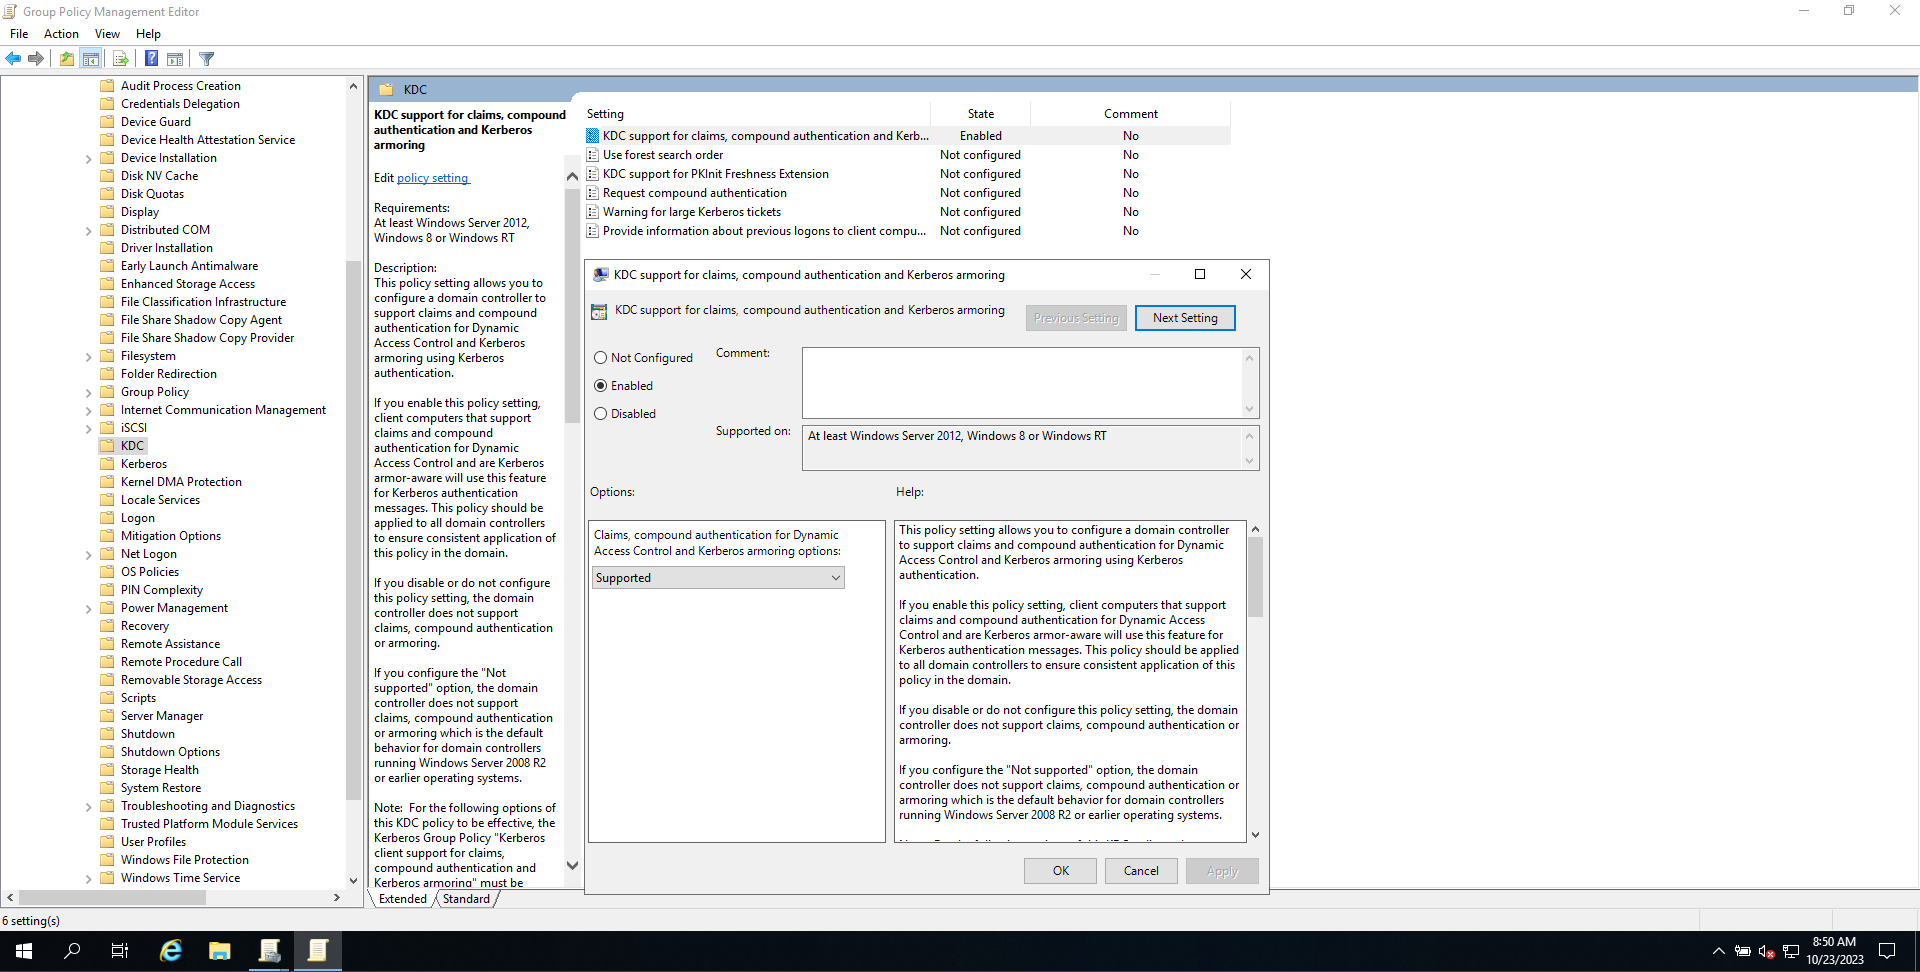 Group Policy Management Editor
File Action View Help
Audit Process Creation
Credentials Delegation
Device Guard
Device Health Attestation Service
Device Installation
Disk NV Cache
Disk Quotas
Display
Distributed COM
Driver Installation
Early Launch Antimalware
Enhanced Storage Access
File Classification Infrastructure
File Share Shadow Copy Agent
File Share Shadow Copy Provider
Filesystem
Folder Redirection
Group Policy
Internet Communication Management
iSCSI
KDC
Kerberos
Kernel DMA Protection
Locale Services
Logon
Mitigation Options
Net Logon
OS Policies
PIN Complexity
Power Management
Recovery
Remote Assistance
Remote Procedure Call
Removable Storage Access
Scripts
Server Manager
Shutdown
Shutdown Options
Storage Health
System Restore
Troubleshooting and Diagnostics
Trusted Platform Module Services
User Profiles
Windows File Protection
Windows Time Service
KDC
KDC support for claims, compound
authentication and Kerberos
armoring
Edit policy setting
Requirements:
At least Windows Server 2012,
Windows 8 or Windows RT
Description:
This policy setting allows you to
configure a domain controller to
support claims and compound
authentication for Dynamic
Access Control and Kerberos
armoring using Kerberos
authentication.
If you enable this policy setting,
client computers that support
claims and compound
authentication for Dynamic
Access Control and are Kerberos
armor-aware will use this feature
for Kerberos authentication
messages. This policy should be
applied to all domain controllers
to ensure consistent application of
this policy in the domain.
If you disable or do not configure
this policy setting, the domain
controller does not support
claims, compound authentication
or armoring.
If you configure the "Not
supported" option, the domain
controller does not support
claims, compound authentication
or armoring which is the default
behavior for domain controllers
running Windows Server 2008 R2
or earlier operating systems.
Note: For the following options of
this KDC policy to be effective, the
Kerberos Group Policy "Kerberos
client support for claims,
compound authentication and
Kerberos armoring" must be
Extended Standard
Setting State Comment
KDC support for claims, compound authentication and Kerb... Enabled No
Use forest search order Not configured No
KDC support for PKInit Freshness Extension Not configured No
Request compound authentication Not configured No
Warning for large Kerberos tickets Not configured No
Provide information about previous logons to client compu... Not configured No
KDC support for claims, compound authentication and Kerberos armoring
KDC support for claims, compound authentication and Kerberos armoring
Previous Setting Next Setting
Not Configured
Enabled
Disabled
Comment:
Supported on:
At least Windows Server 2012, Windows 8 or Windows RT
Options:
Help:
Claims, compound authentication for Dynamic
Access Control and Kerberos armoring options:
Supported
This policy setting allows you to configure a domain controller
to support claims and compound authentication for Dynamic
Access Control and Kerberos armoring using Kerberos
authentication.
If you enable this policy setting, client computers that support
claims and compound authentication for Dynamic Access
Control and are Kerberos armor-aware will use this feature for
Kerberos authentication messages. This policy should be applied
to all domain controllers to ensure consistent application of this
policy in the domain.
If you disable or do not configure this policy setting, the domain
controller does not support claims, compound authentication or
armoring.
If you configure the "Not supported" option, the domain
controller does not support claims, compound authentication or
armoring which is the default behavior for domain controllers
running Windows Server 2008 R2 or earlier operating systems.
OK Cancel Apply
6 setting(s)
8:50 AM
10/23/2023